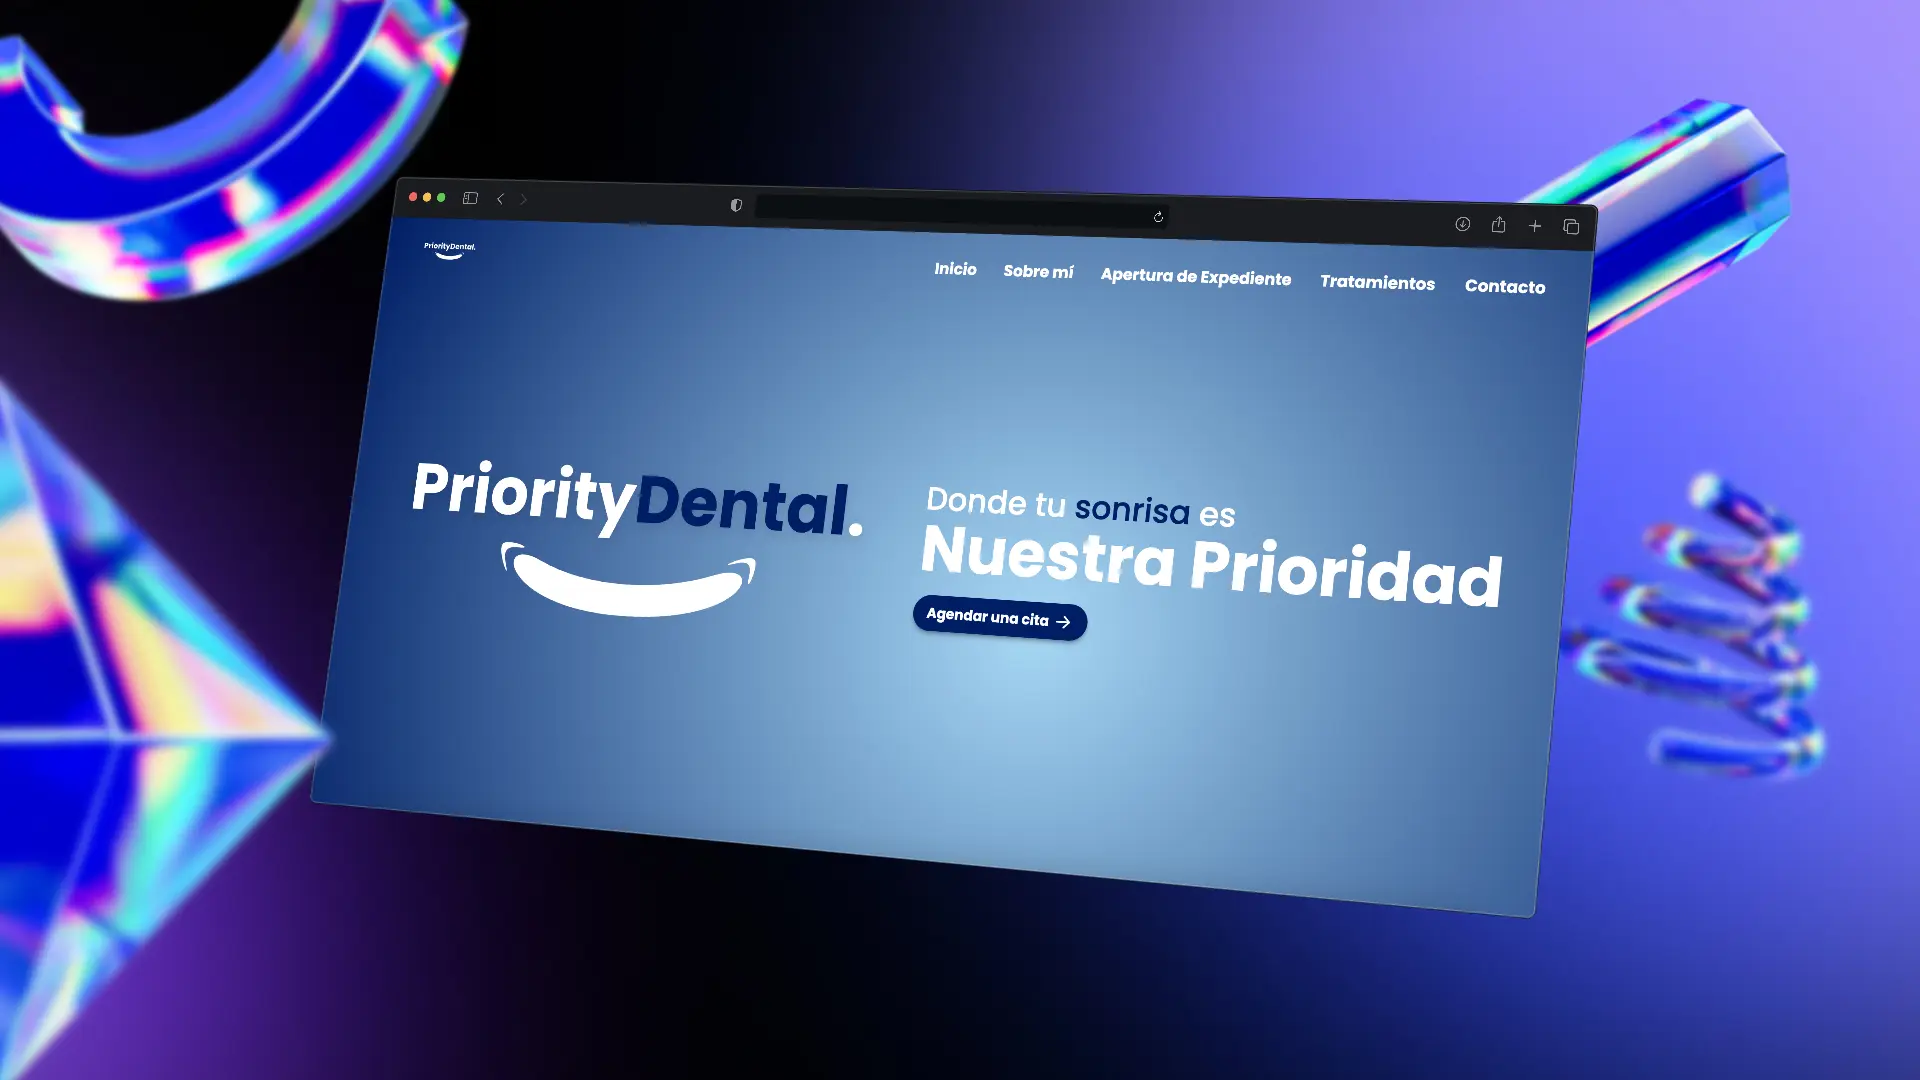 PriorityDental.
Inicio Sobre mí Apertura de Expediente Tratamientos Contacto
PriorityDental.
Donde tu sonrisa es
Nuestra Prioridad
Agendar una cita →